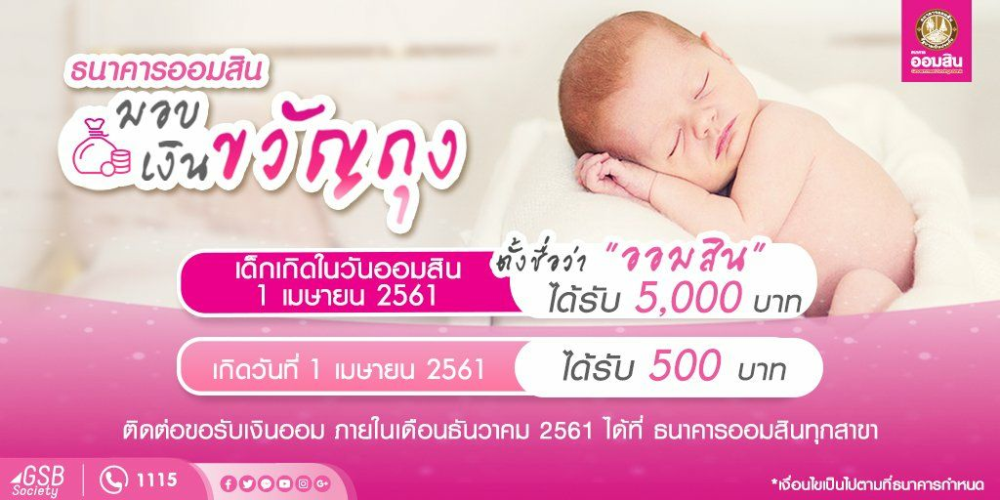 ธนาคารออมสิน
มอบ
เงินขวัญถุง
ธนาคาร
ออมสิน
เด็กเกิดในวันออมสิน
1 เมษายน 2561
ตั้งชื่อว่า "ออมสิน"
ได้รับ 5,000 บาท
เกิดวันที่ 1 เมษายน 2561
ได้รับ 500 บาท
ติดต่อขอรับเงินออม ภายในเดือนธันวาคม 2561 ได้ที่ ธนาคารออมสินทุกสาขา
GSB
Society
1115
*เงื่อนไขเป็นไปตามที่ธนาคารกำหนด